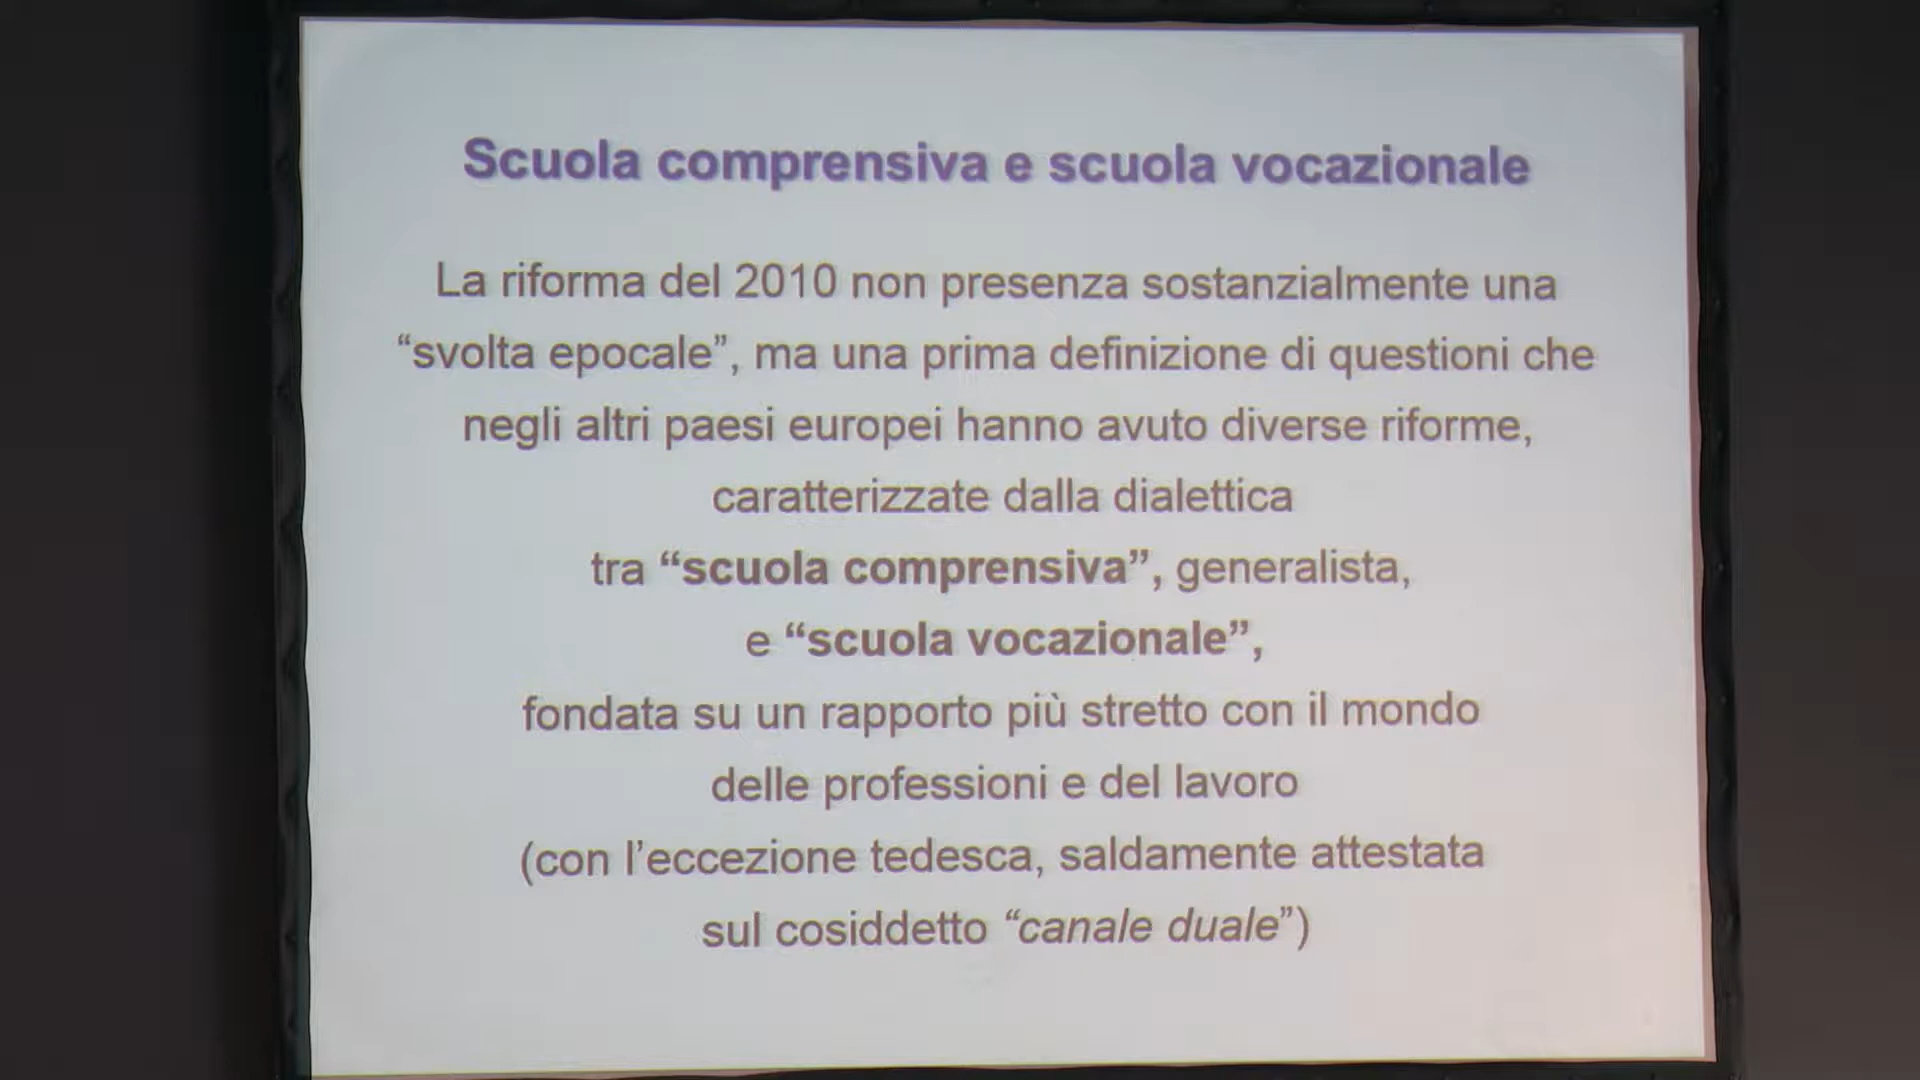 Scuola comprensiva e scuola vocazionale
La riforma del 2010 non presenza sostanzialmente una
“svolta epocale”, ma una prima definizione di questioni che
negli altri paesi europei hanno avuto diverse riforme,
caratterizzate dalla dialettica
tra “scuola comprensiva”, generalista,
e “scuola vocazionale”,
fondata su un rapporto più stretto con il mondo
delle professioni e del lavoro
(con l’eccezione tedesca, saldamente attestata
sul cosiddetto “canale duale”)